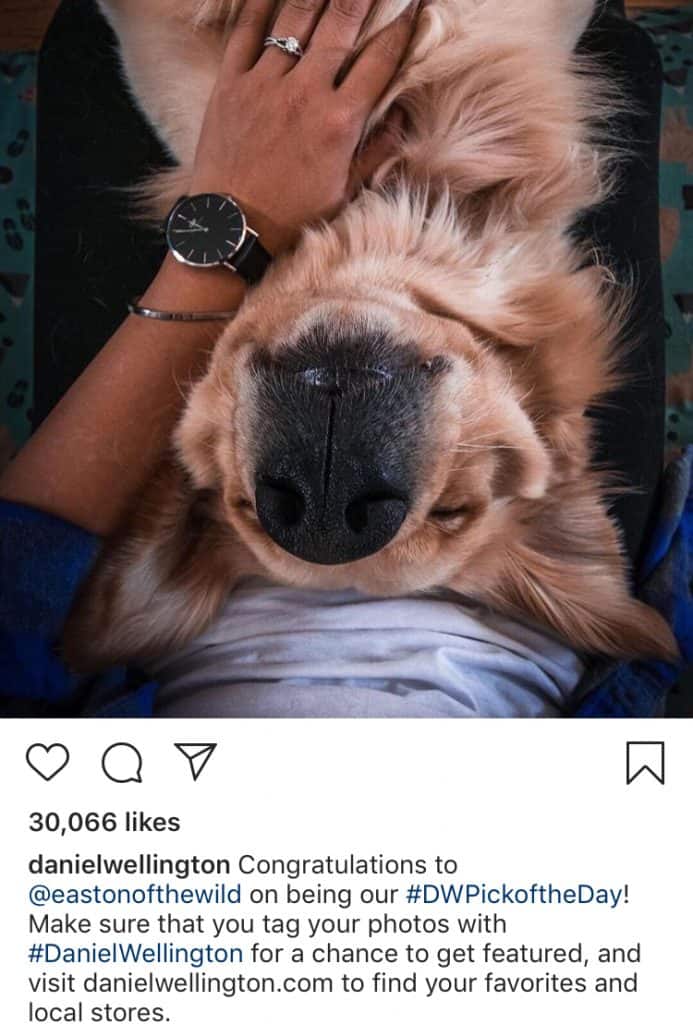 30,066 likes
danielwellington Congratulations to
@eastonofthewild on being our #DWPickoftheDay!
Make sure that you tag your photos with
#DanielWellington for a chance to get featured, and
visit danielwellington.com to find your favorites and
local stores.